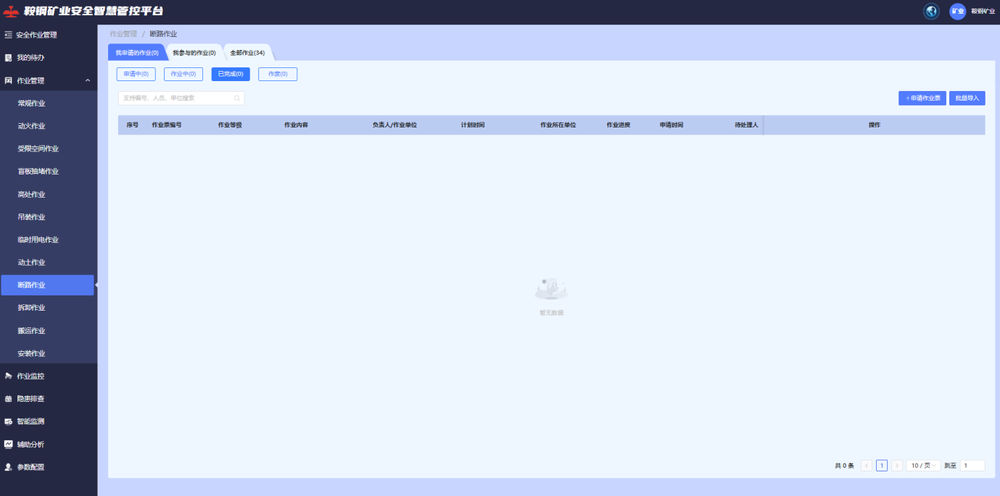 鞍钢矿业安全智慧管控平台
矿业 鞍钢矿业
安全作业管理
我的待办
作业管理
常规作业
动火作业
受限空间作业
盲板抽堵作业
高处作业
吊装作业
临时用电作业
动土作业
断路作业
拆卸作业
搬运作业
安装作业
作业监控
隐患排查
智能监测
辅助分析
参数配置
作业管理 / 断路作业
我申请的作业(0) 我参与的作业(0) 全部作业(34)
申请中(0) 作业中(0) 已完成(0) 作废(0)
支持编号、人员、单位搜索
+申请作业票 批量导入
序号 作业票编号 作业等级 作业内容 负责人/作业单位 计划时间 作业所在单位 作业进度 申请时间 待处理人 操作
暂无数据
共 0 条 < 1 > 10 / 页 跳至 1